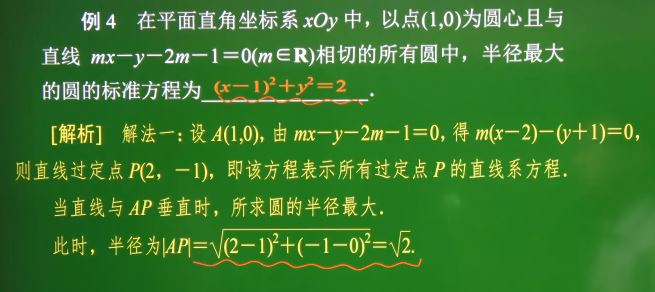 例 4 在平面直角坐标系 xOy 中，以点(1,0)为圆心且与
直线 mx－y－2m－1＝0(m∈R)相切的所有圆中，半径最大
的圆的标准方程为 (x－1)²＋y²＝2 ．
[解析] 解法一：设 A(1,0)，由 mx－y－2m－1＝0，得 m(x－2)－(y＋1)＝0，
则直线过定点 P(2，－1)，即该方程表示所有过定点 P 的直线系方程．
当直线与 AP 垂直时，所求圆的半径最大．
此时，半径为|AP|＝√(2－1)²＋(－1－0)²＝√2.